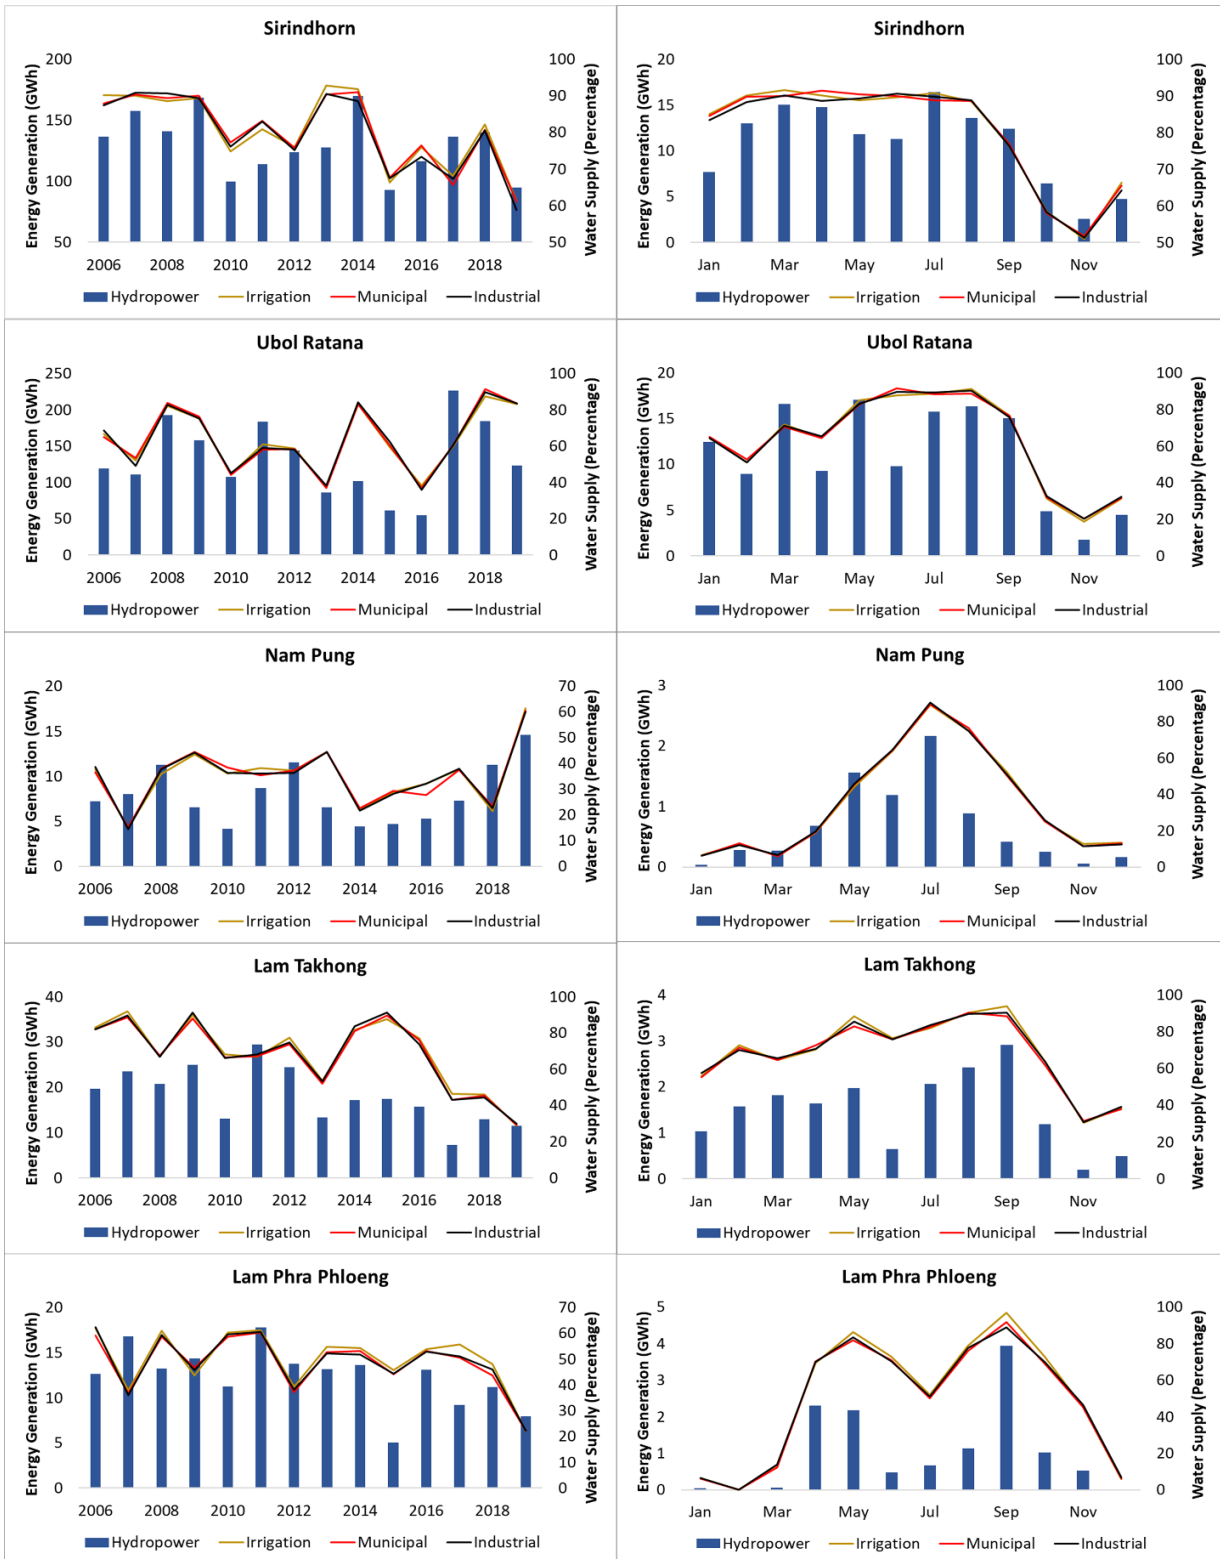 Sirindhorn
Energy Generation (GWh)
200
150
100
50
Water Supply (Percentage)
100
90
80
70
60
50
2006 2008 2010 2012 2014 2016 2018
Hydropower Irrigation Municipal Industrial
Sirindhorn
Energy Generation (GWh)
20
15
10
5
0
Water Supply (Percentage)
100
90
80
70
60
50
Jan Mar May Jul Sep Nov
Hydropower Irrigation Municipal Industrial
Ubol Ratana
Energy Generation (GWh)
250
200
150
100
50
0
Water Supply (Percentage)
100
80
60
40
20
0
2006 2008 2010 2012 2014 2016 2018
Hydropower Irrigation Municipal Industrial
Ubol Ratana
Energy Generation (GWh)
20
15
10
5
0
Water Supply (Percentage)
100
80
60
40
20
0
Jan Mar May Jul Sep Nov
Hydropower Irrigation Municipal Industrial
Nam Pung
Energy Generation (GWh)
20
15
10
5
0
Water Supply (Percentage)
70
60
50
40
30
20
10
0
2006 2008 2010 2012 2014 2016 2018
Hydropower Irrigation Municipal Industrial
Nam Pung
Energy Generation (GWh)
3
2
1
0
Water Supply (Percentage)
100
80
60
40
20
0
Jan Mar May Jul Sep Nov
Hydropower Irrigation Municipal Industrial
Lam Takhong
Energy Generation (GWh)
40
30
20
10
0
Water Supply (Percentage)
100
80
60
40
20
0
2006 2008 2010 2012 2014 2016 2018
Hydropower Irrigation Municipal Industrial
Lam Takhong
Energy Generation (GWh)
4
3
2
1
0
Water Supply (Percentage)
100
80
60
40
20
0
Jan Mar May Jul Sep Nov
Hydropower Irrigation Municipal Industrial
Lam Phra Phloeng
Energy Generation (GWh)
20
15
10
5
0
Water Supply (Percentage)
70
60
50
40
30
20
10
0
2006 2008 2010 2012 2014 2016 2018
Hydropower Irrigation Municipal Industrial
Lam Phra Phloeng
Energy Generation (GWh)
5
4
3
2
1
0
Water Supply (Percentage)
100
80
60
40
20
0
Jan Mar May Jul Sep Nov
Hydropower Irrigation Municipal Industrial